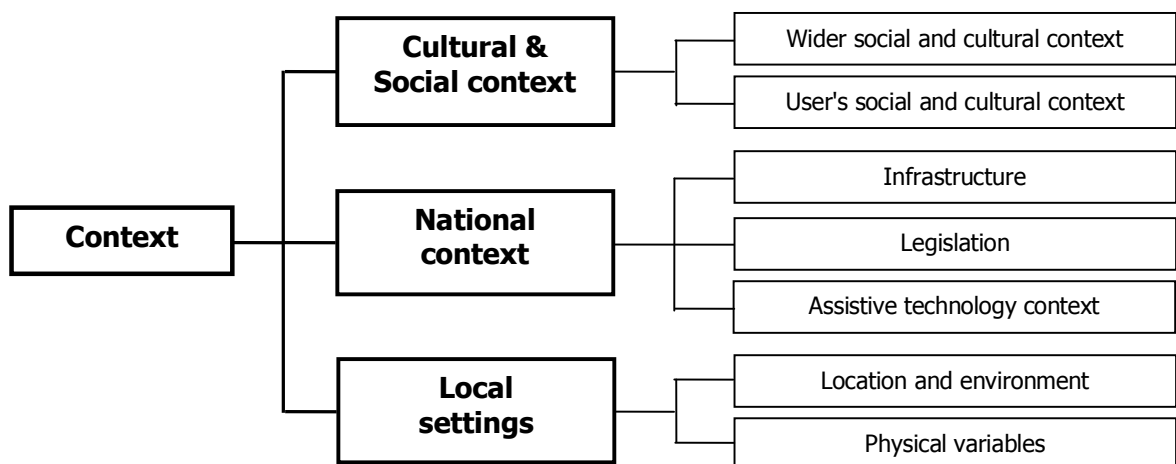 Context
Cultural &
Social context
Wider social and cultural context
User's social and cultural context
National
context
Infrastructure
Legislation
Assistive technology context
Local
settings
Location and environment
Physical variables